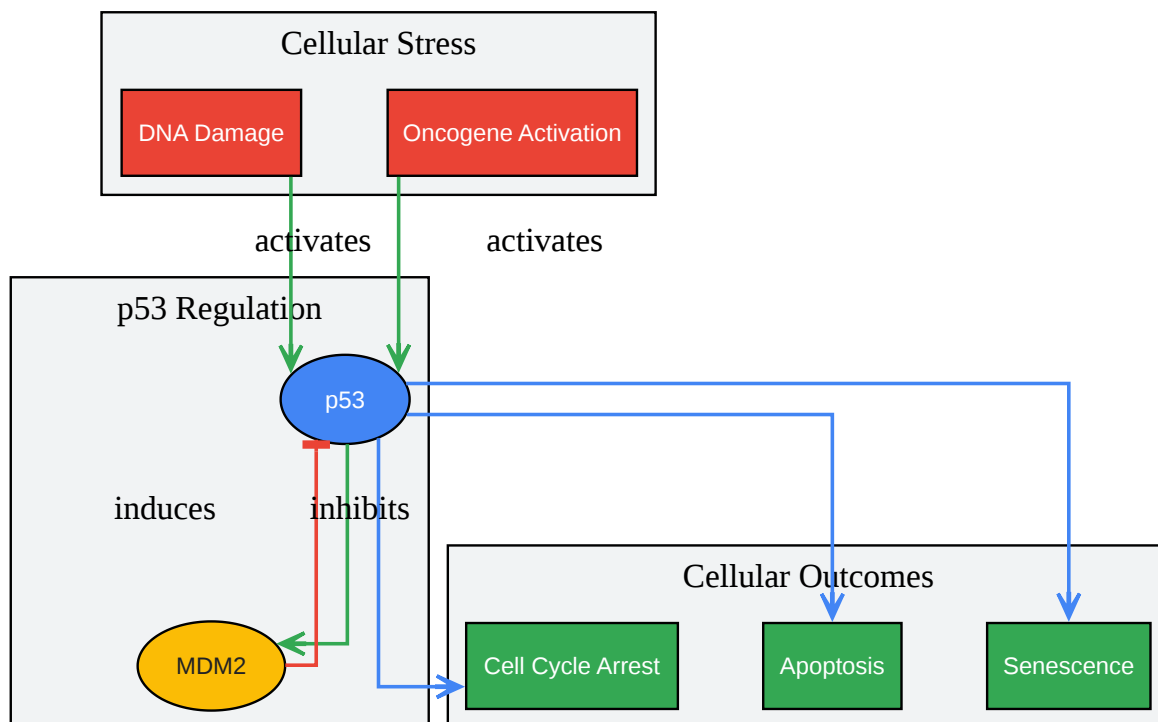 Cellular Stress
DNA Damage
Oncogene Activation
activates
activates
p53 Regulation
p53
induces
inhibits
Cellular Outcomes
MDM2
Cell Cycle Arrest
Apoptosis
Senescence